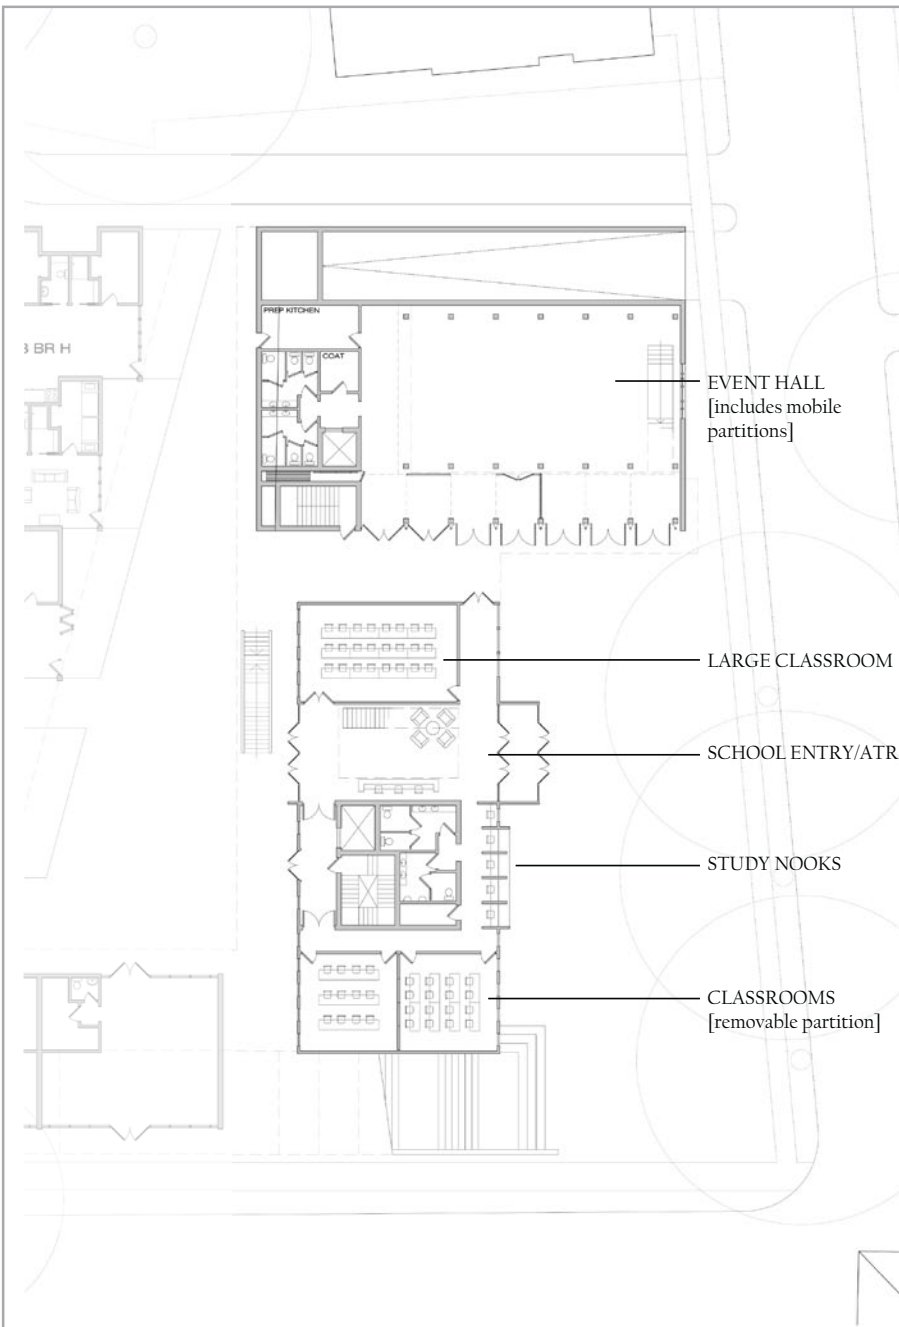 PREP KITCHEN
COAT
3 BR H
EVENT HALL
[includes mobile
partitions]
LARGE CLASSROOM
SCHOOL ENTRY/ATR
STUDY NOOKS
CLASSROOMS
[removable partition]